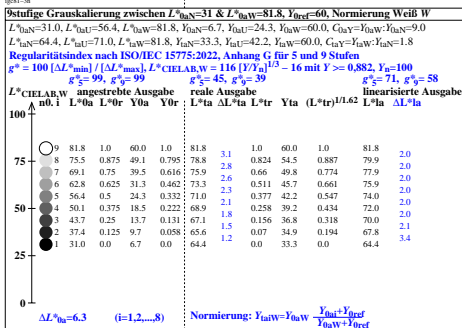 9stufige Grauskalierung zwischen L*0aN=31 & L*0aW=81.8, Y0ref=60, Normierung Weiß W
L*0aN=31.0, L*0aU=56.4, L*0aW=81.8, Y0aN=6.7, Y0aU=24.3, Y0aW=60.0, C0aY=Y0aW:Y0aN=9.0
L*taN=64.4, L*taU=71.0, L*taW=81.8, YtaN=33.3, YtaU=42.2, YtaW=60.0, CtaY=YtaW:YtaN=1.8
Regularitätsindex nach ISO/IEC 15775:2022, Anhang G für 5 und 9 Stufen
g* = 100 [ΔL*min] / [ΔL*max], L*CIELAB,W = 116 [Y/Yn]1/3 − 16 mit Y >= 0,882, Yn=100
g*5= 99, g*9= 99 g*5= 45, g*9= 39 g*5= 71, g*9= 58
L*CIELAB,W angestrebte Ausgabe reale Ausgabe linearisierte Ausgabe
n0. i L*0a L*0r Y0a Y0r L*ta ΔL*ta L*tr Yta (L*tr)1/1.62 L*la ΔL*la
9 81.8 1.0 60.0 1.0 81.8 1.0 60.0 1.0 81.8
3.1 2.0
8 75.5 0.875 49.1 0.795 78.8 0.824 54.5 0.887 79.9
2.8 2.0
75
7 69.1 0.75 39.5 0.616 75.9 0.66 49.8 0.774 77.9
2.6 2.0
6 62.8 0.625 31.3 0.462 73.3 0.511 45.7 0.661 75.9
2.3 2.0
5 56.4 0.5 24.3 0.332 71.0 0.377 42.2 0.547 74.0
2.1 2.0
50
4 50.1 0.375 18.5 0.222 68.9 0.258 39.2 0.434 72.0
1.8 2.0
3 43.7 0.25 13.7 0.131 67.1 0.156 36.8 0.318 70.0
1.5 2.1
2 37.4 0.125 9.7 0.058 65.6 0.07 34.9 0.194 67.8
1.2 3.4
1 31.0 0.0 6.7 0.0 64.4 0.0 33.3 0.0 64.4
25
0
ΔL*0a=6.3 (i=1,2,...,8) Normierung: YtaiW=Y0aW Y0ai+Y0ref
Y0aW+Y0ref